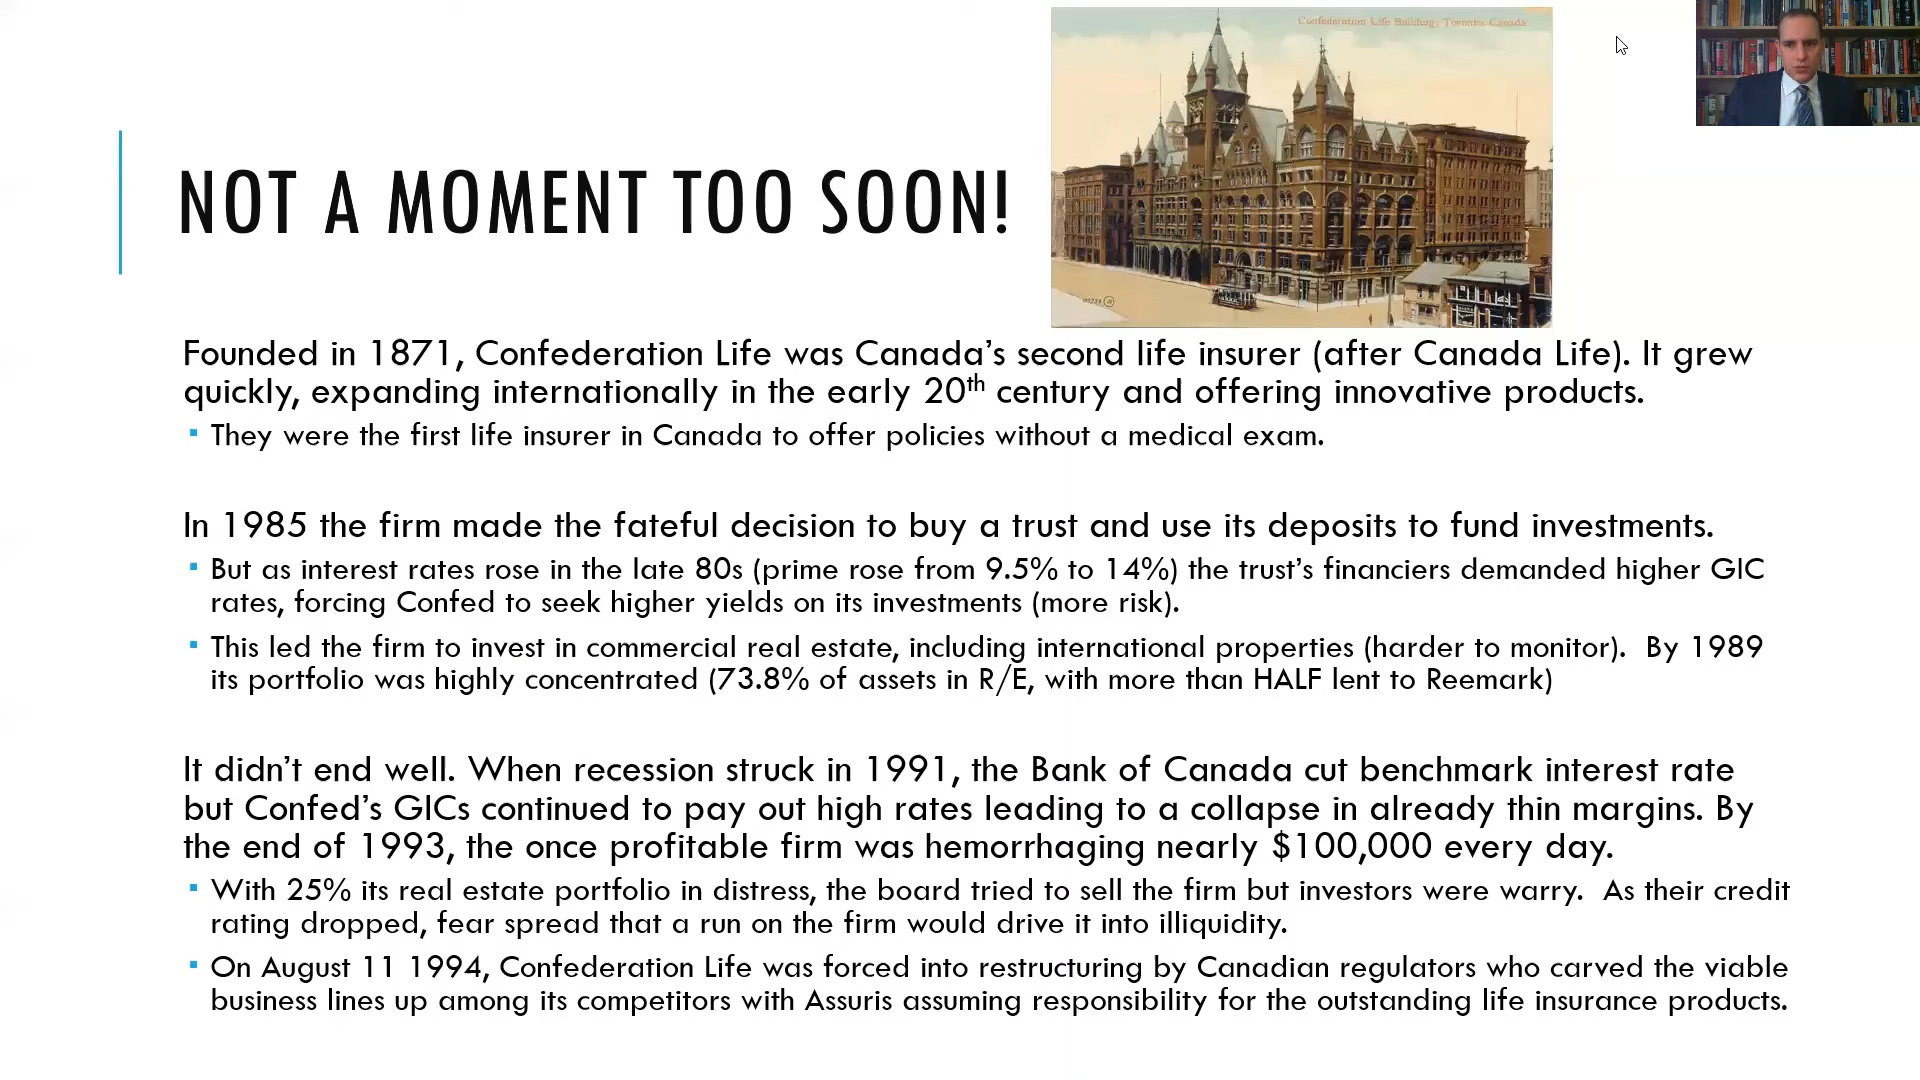 Confederation Life Building, Toronto, Canada
NOT A MOMENT TOO SOON!
Founded in 1871, Confederation Life was Canada's second life insurer (after Canada Life). It grew
quickly, expanding internationally in the early 20th century and offering innovative products.
▪ They were the first life insurer in Canada to offer policies without a medical exam.
In 1985 the firm made the fateful decision to buy a trust and use its deposits to fund investments.
▪ But as interest rates rose in the late 80s (prime rose from 9.5% to 14%) the trust's financiers demanded higher GIC
rates, forcing Confed to seek higher yields on its investments (more risk).
▪ This led the firm to invest in commercial real estate, including international properties (harder to monitor).  By 1989
its portfolio was highly concentrated (73.8% of assets in R/E, with more than HALF lent to Reemark)
It didn't end well. When recession struck in 1991, the Bank of Canada cut benchmark interest rate
but Confed's GICs continued to pay out high rates leading to a collapse in already thin margins. By
the end of 1993, the once profitable firm was hemorrhaging nearly $100,000 every day.
▪ With 25% its real estate portfolio in distress, the board tried to sell the firm but investors were warry.  As their credit
rating dropped, fear spread that a run on the firm would drive it into illiquidity.
▪ On August 11 1994, Confederation Life was forced into restructuring by Canadian regulators who carved the viable
business lines up among its competitors with Assuris assuming responsibility for the outstanding life insurance products.